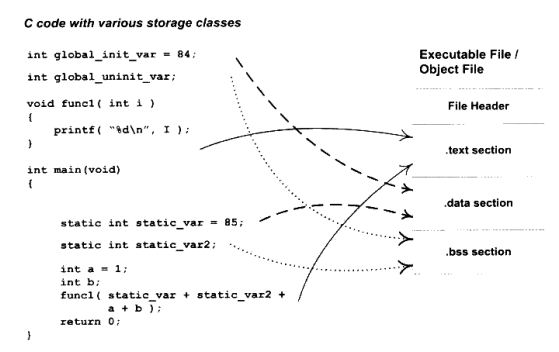 C code with various storage classes
int global_init_var = 84;
int global_uninit_var;
void func1( int i )
{
printf( "%d\n", I );
}
int main(void)
{
static int static_var = 85;
static int static_var2;
int a = 1;
int b;
func1( static_var + static_var2 +
a + b );
return 0;
}
Executable File /
Object File
File Header
.text section
.data section
.bss section